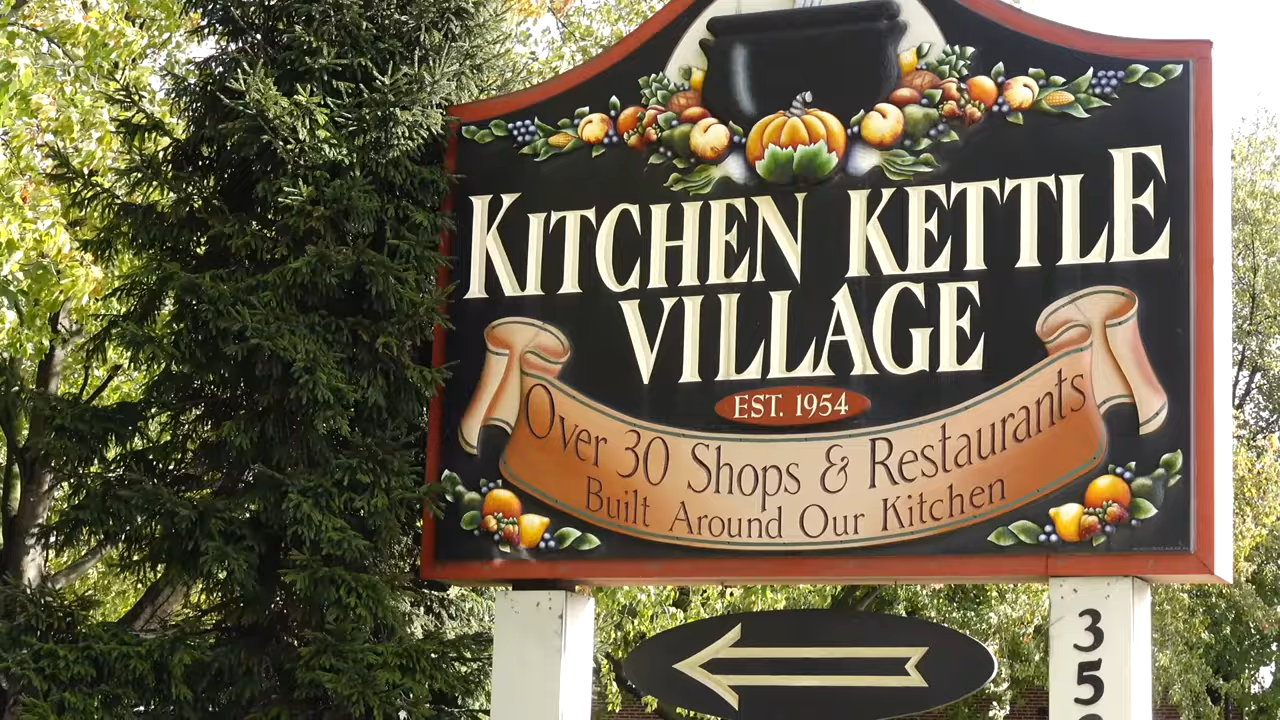 KITCHEN KETTLE
VILLAGE
EST. 1954
Over 30 Shops & Restaurants
Built Around Our Kitchen
3
5